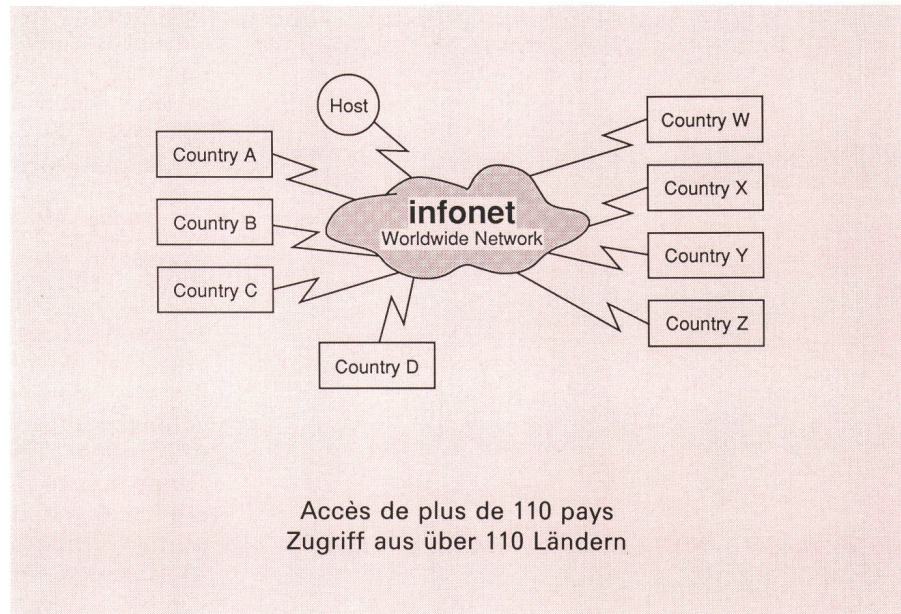 Host
Country A
Country B
Country C
Country D
infonet
Worldwide Network
Country W
Country X
Country Y
Country Z
Accès de plus de 110 pays
Zugriff aus über 110 Ländern